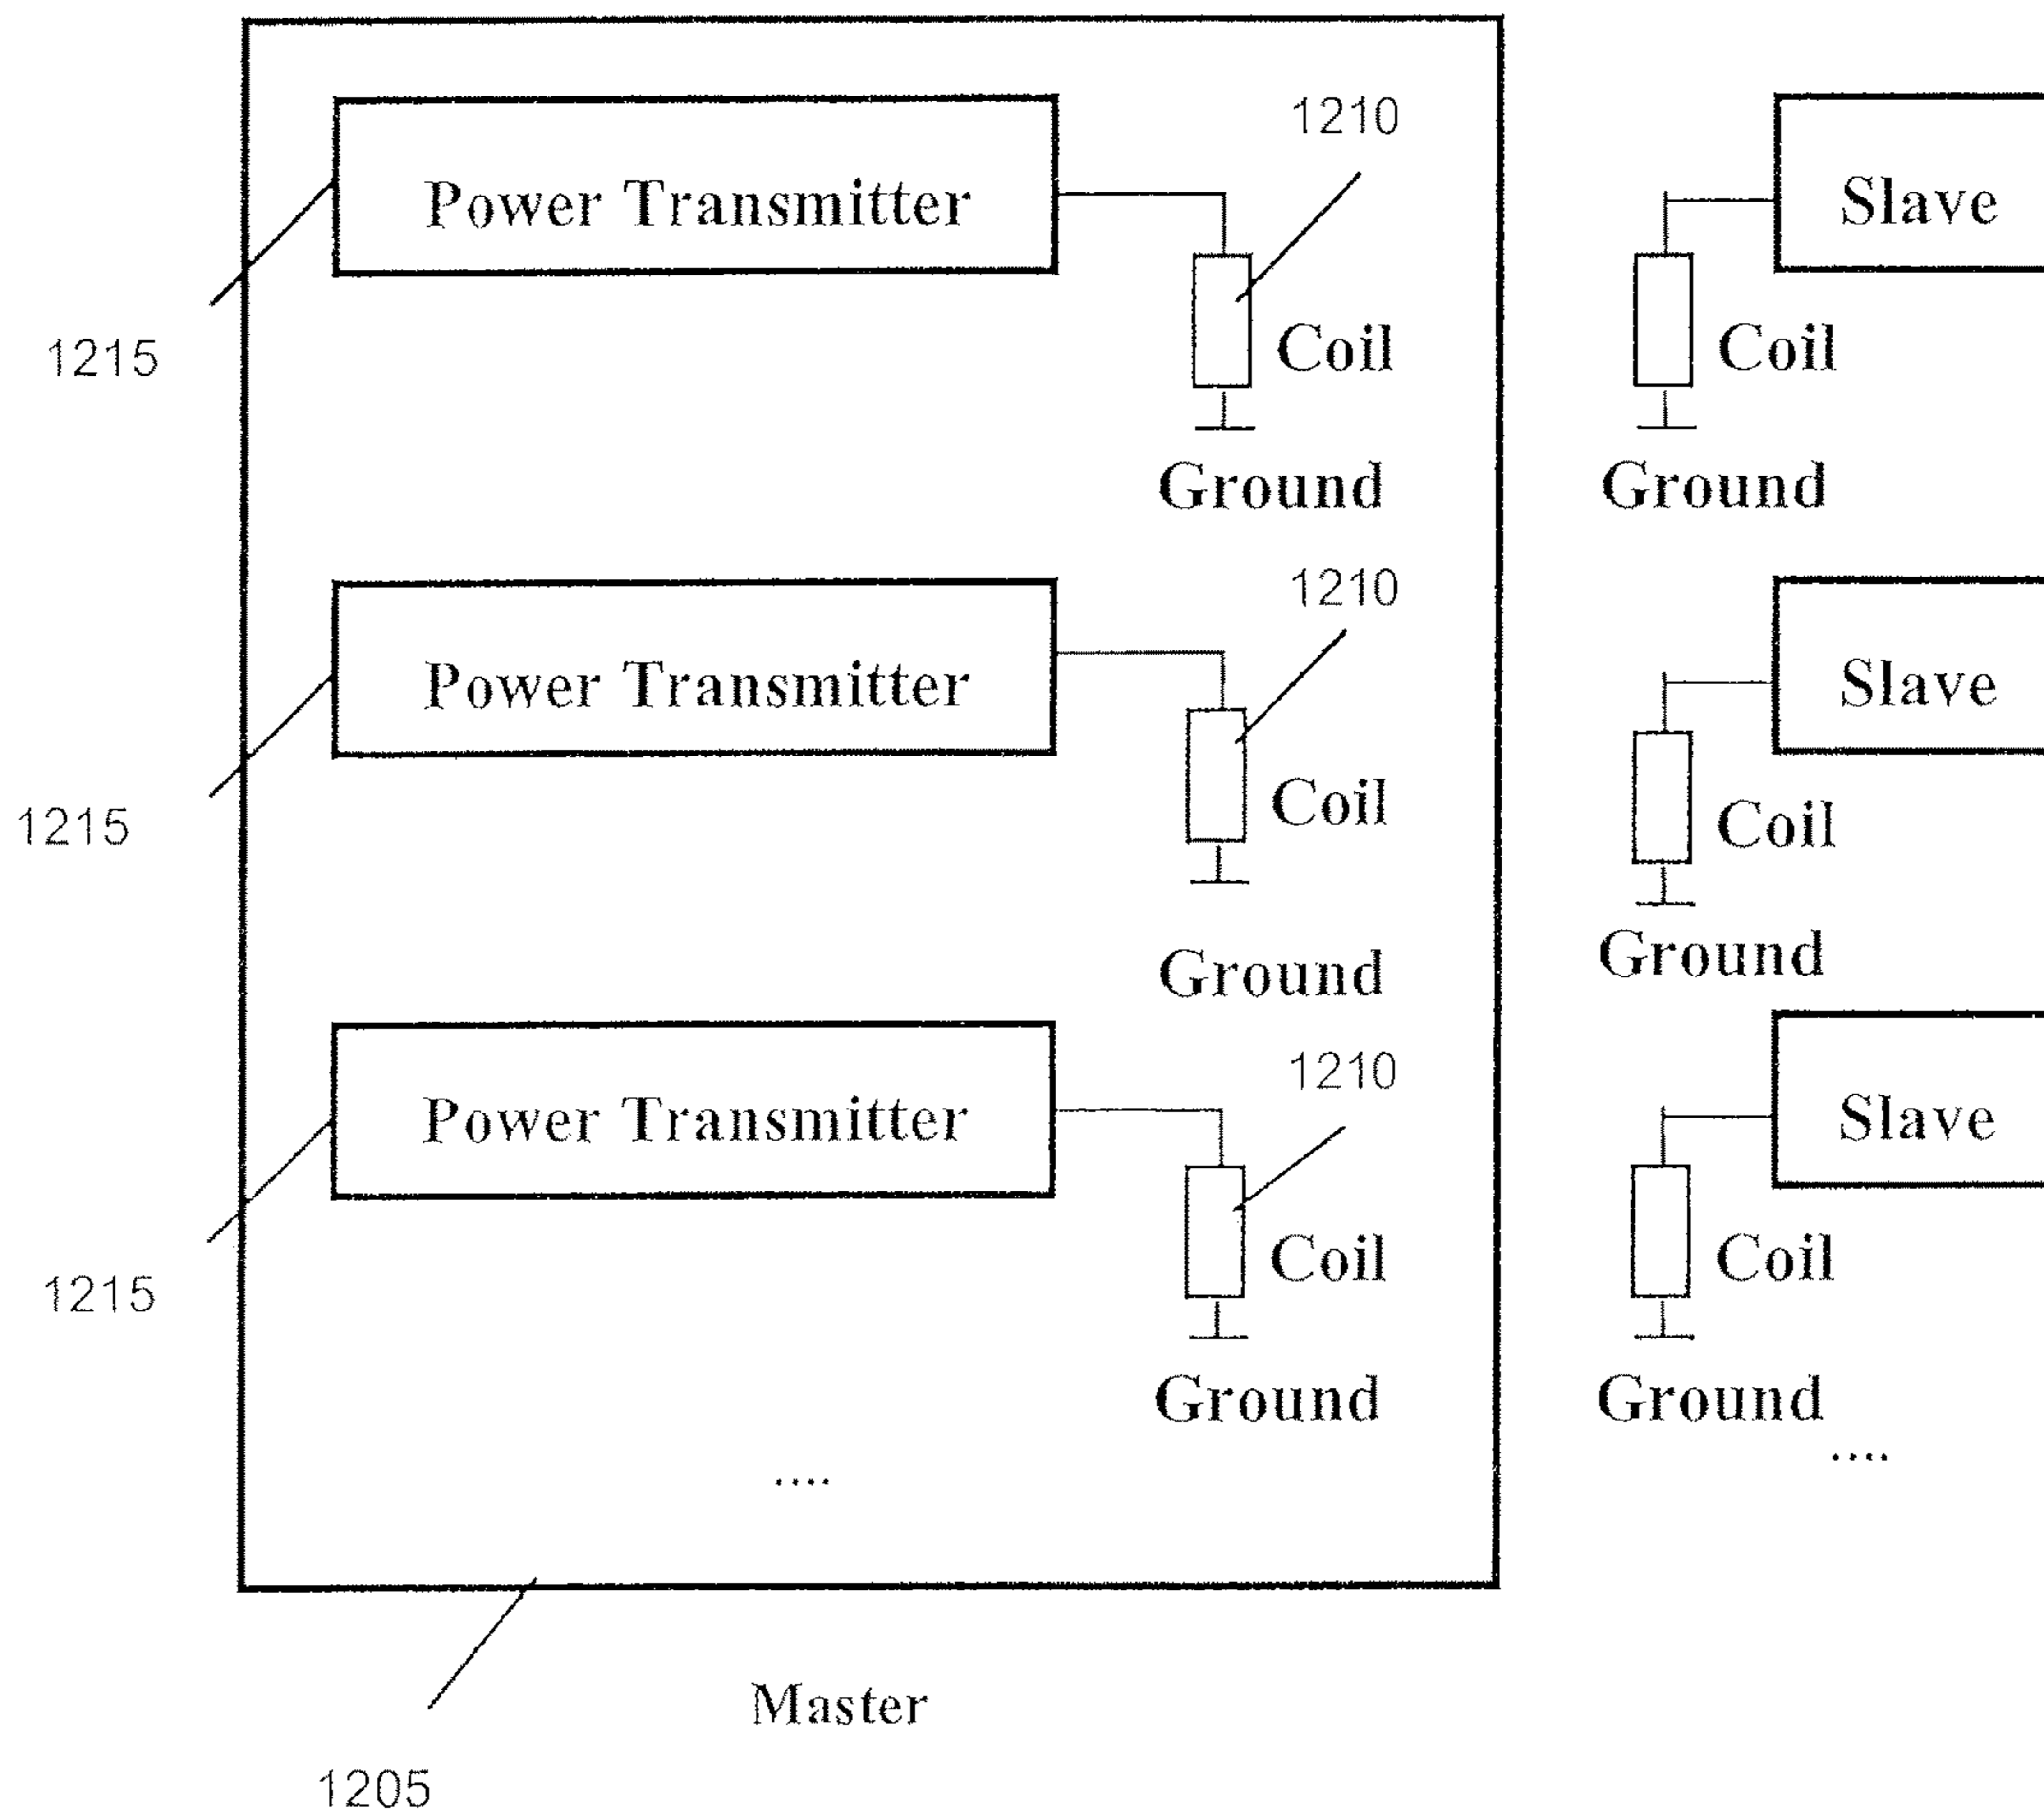 1210
Power Transmitter
Slave
1215
Coil
Coil
Ground
Ground
1210
Power Transmitter
Slave
1215
Coil
Coil
Ground
Ground
1210
Power Transmitter
Slave
1215
Coil
Coil
Ground
Ground
....
....
Master
1205